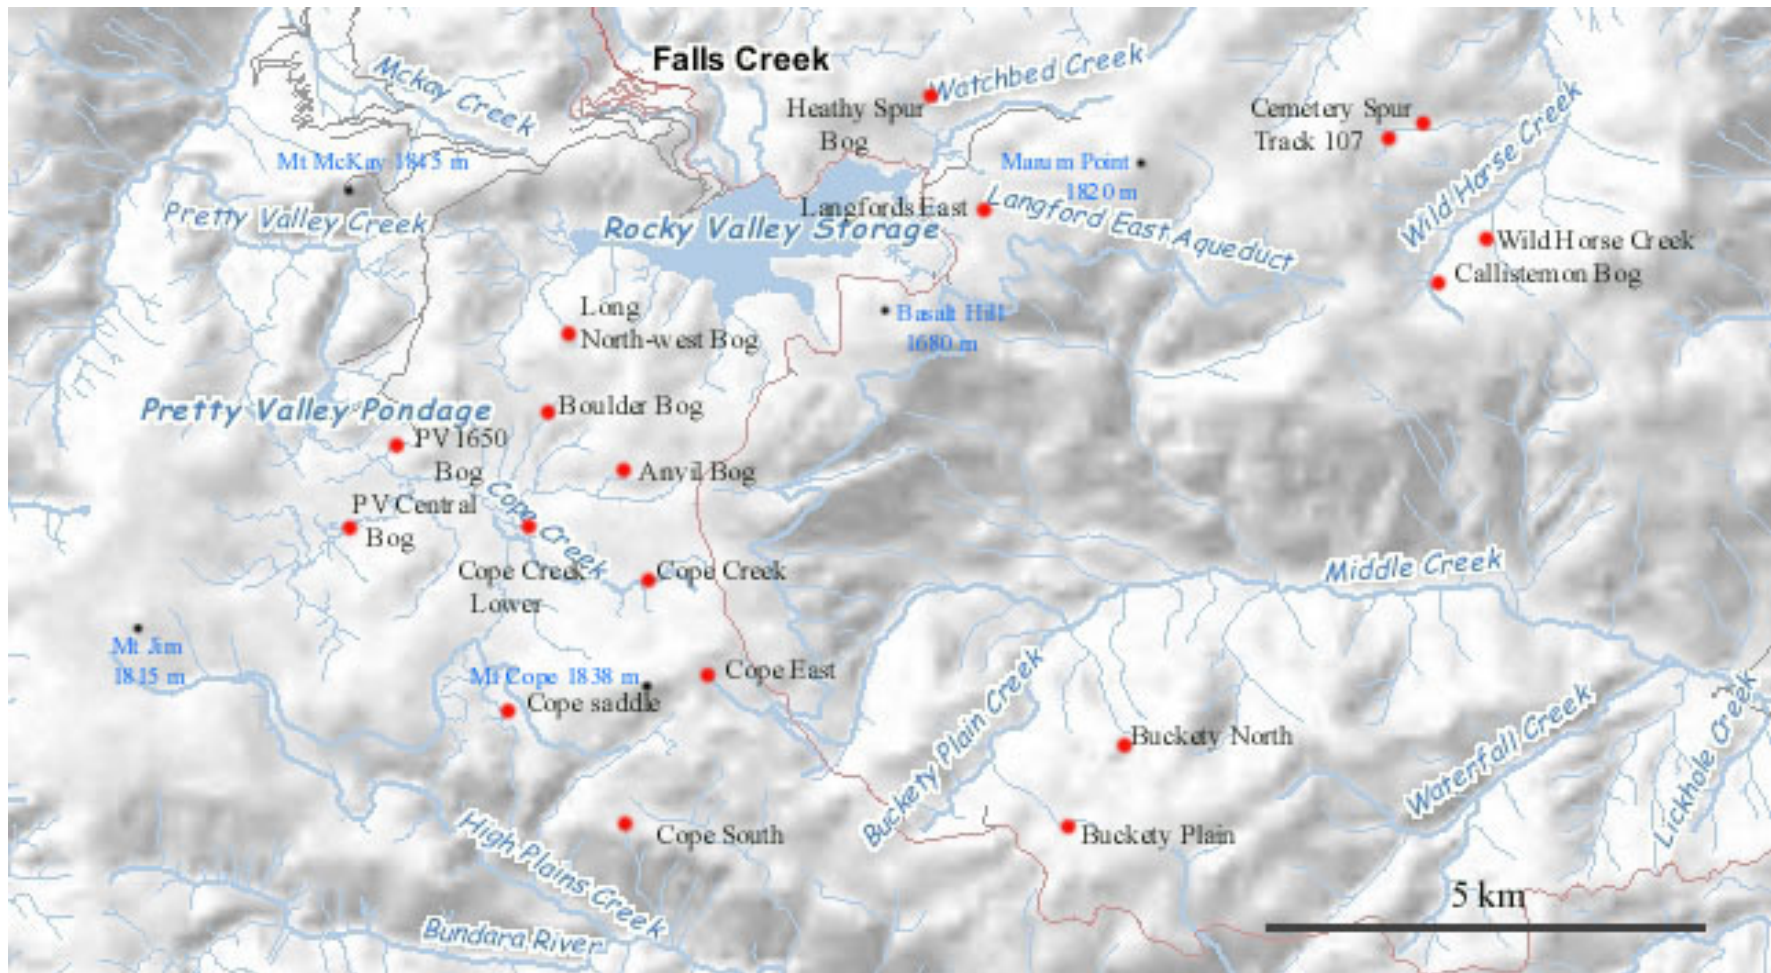 Falls Creek
Mckay Creek
Watchbed Creek
Heathy Spur
Bog
Cemetery Spur
Track 107
Wild Horse Creek
Mt McKay 1845 m
Marum Point
1820 m
Pretty Valley Creek
Rocky Valley Storage
Langfords East
Langford East Aqueduct
Wild Horse Creek
Callistemon Bog
Long
North-west Bog
Basalt Hill
1680 m
Pretty Valley Pondage
Boulder Bog
PV1650
Bog
Anvil Bog
PV Central
Bog
Cope Creek
Cope Creek
Lower
Cope Creek
Middle Creek
Mt Jim
1815 m
Mt Cope 1838 m
Cope saddle
Cope East
Buckety Plain Creek
Buckety North
Waterfall Creek
Lickhole Creek
Cope South
Buckety Plain
High Plains Creek
Bundara River
5 km